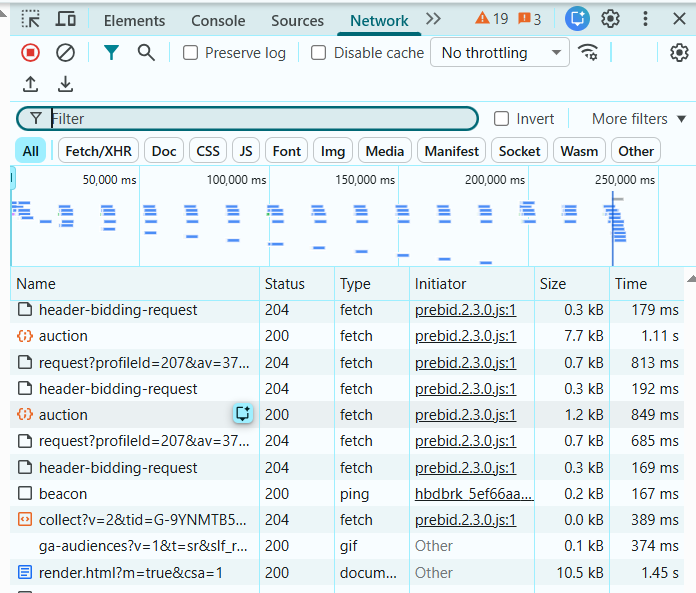 Elements Console Sources Network 19 3
Preserve log Disable cache No throttling
Filter Invert More filters
All Fetch/XHR Doc CSS JS Font Img Media Manifest Socket Wasm Other
50,000 ms 100,000 ms 150,000 ms 200,000 ms 250,000 ms
Name Status Type Initiator Size Time
header-bidding-request 204 fetch prebid.2.3.0.js:1 0.3 kB 179 ms
auction 200 fetch prebid.2.3.0.js:1 7.7 kB 1.11 s
request?profileId=207&av=37... 204 fetch prebid.2.3.0.js:1 0.7 kB 813 ms
header-bidding-request 204 fetch prebid.2.3.0.js:1 0.3 kB 192 ms
auction 200 fetch prebid.2.3.0.js:1 1.2 kB 849 ms
request?profileId=207&av=37... 204 fetch prebid.2.3.0.js:1 0.7 kB 685 ms
header-bidding-request 204 fetch prebid.2.3.0.js:1 0.3 kB 169 ms
beacon 200 ping hbdbrk_5ef66aa... 0.2 kB 167 ms
collect?v=2&tid=G-9YNMTB5... 204 fetch prebid.2.3.0.js:1 0.0 kB 389 ms
ga-audiences?v=1&t=sr&slf_r... 200 gif Other 0.1 kB 374 ms
render.html?m=true&csa=1 200 docum... Other 10.5 kB 1.45 s